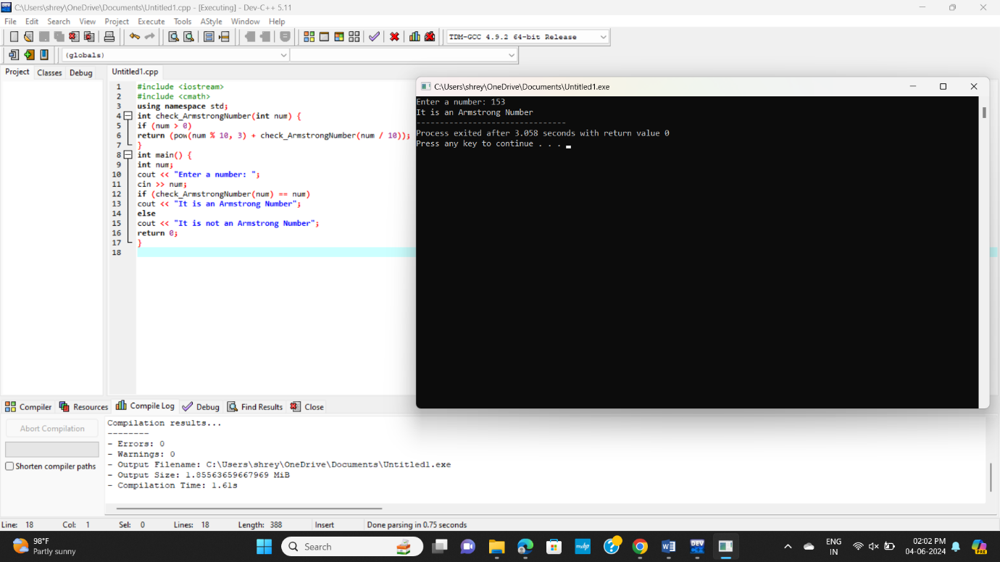 C:\Users\shrey\OneDrive\Documents\Untitled1.cpp - [Executing] - Dev-C++ 5.11
File Edit Search View Project Execute Tools AStyle Window Help
TDM-GCC 4.9.2 64-bit Release
(globals)
Project Classes Debug
Untitled1.cpp
1 #include <iostream>
2 #include <cmath>
3 using namespace std;
4 int check_ArmstrongNumber(int num) {
5 if (num > 0)
6 return (pow(num % 10, 3) + check_ArmstrongNumber(num / 10));
7 }
8 int main() {
9 int num;
10 cout << "Enter a number: ";
11 cin >> num;
12 if (check_ArmstrongNumber(num) == num)
13 cout << "It is an Armstrong Number";
14 else
15 cout << "It is not an Armstrong Number";
16 return 0;
17 }
18
C:\Users\shrey\OneDrive\Documents\Untitled1.exe
Enter a number: 153
It is an Armstrong Number
--------------------------------
Process exited after 3.058 seconds with return value 0
Press any key to continue . . .
Compiler Resources Compile Log Debug Find Results Close
Abort Compilation
Shorten compiler paths
Compilation results...
--------
- Errors: 0
- Warnings: 0
- Output Filename: C:\Users\shrey\OneDrive\Documents\Untitled1.exe
- Output Size: 1.85563659667969 MiB
- Compilation Time: 1.61s
Line: 18 Col: 1 Sel: 0 Lines: 18 Length: 388 Insert Done parsing in 0.75 seconds
98°F
Partly sunny
Search
mvhp
DEV
ENG
IN
02:02 PM
04-06-2024
PRE